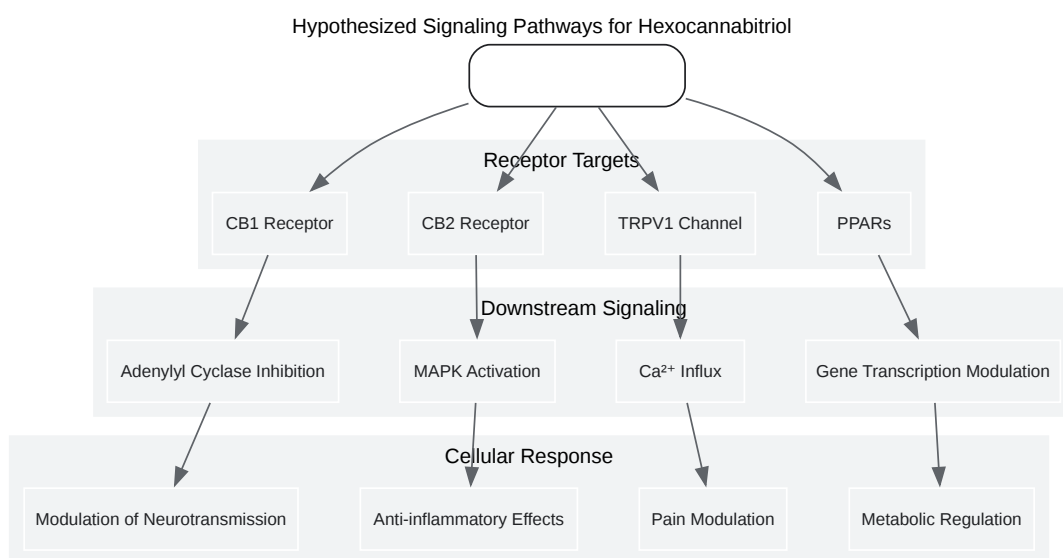 Hypothesized Signaling Pathways for Hexocannabitriol
Receptor Targets
CB1 Receptor
CB2 Receptor
TRPV1 Channel
PPARs
Downstream Signaling
Adenylyl Cyclase Inhibition
MAPK Activation
Ca²⁺ Influx
Gene Transcription Modulation
Cellular Response
Modulation of Neurotransmission
Anti-inflammatory Effects
Pain Modulation
Metabolic Regulation